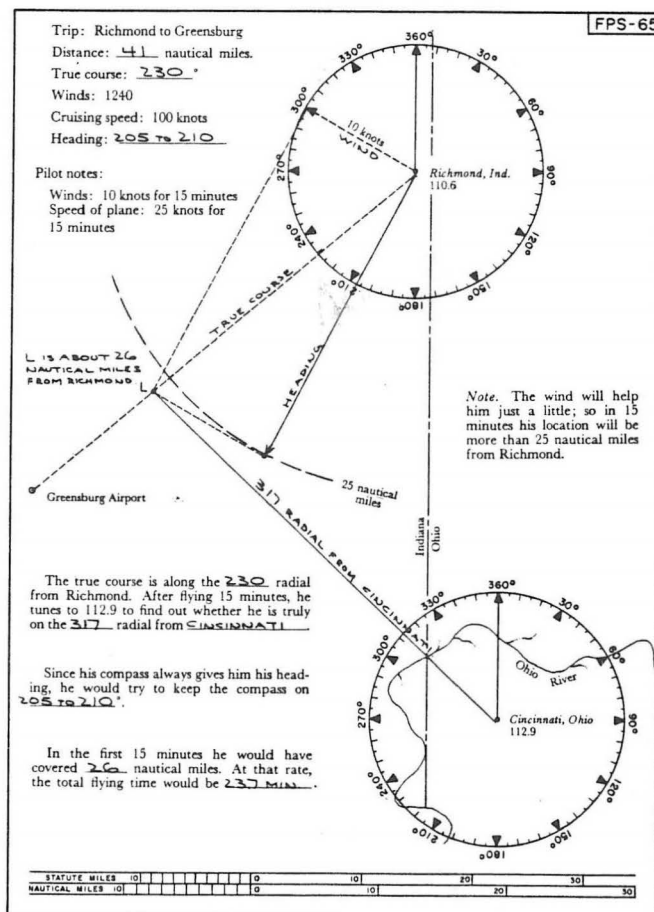 FPS-65
Trip: Richmond to Greensburg
Distance: 41 nautical miles.
True course: 230°
Winds: 1240
Cruising speed: 100 knots
Heading: 205 TO 210
Pilot notes:
Winds: 10 knots for 15 minutes
Speed of plane: 25 knots for
15 minutes
360°
30°
60°
90°
120°
150°
180°
210°
240°
270°
300°
330°
10 knots
WIND
Richmond, Ind.
110.6
TRUE COURSE
HEADING
L IS ABOUT 26
NAUTICAL MILES
FROM RICHMOND.
L
Note. The wind will help
him just a little; so in 15
minutes his location will be
more than 25 nautical miles
from Richmond.
25 nautical
miles
Greensburg Airport
317 RADIAL FROM CINCINNATI
Indiana
Ohio
The true course is along the 230 radial
from Richmond. After flying 15 minutes, he
tunes to 112.9 to find out whether he is truly
on the 317 radial from CINCINNATI
Since his compass always gives him his head-
ing, he would try to keep the compass on
205 TO 210°.
In the first 15 minutes he would have
covered 26 nautical miles. At that rate,
the total flying time would be 23.7 MIN.
360°
60°
90°
120°
150°
180°
210°
240°
270°
300°
330°
Ohio
River
Cincinnati, Ohio
112.9
STATUTE MILES 10 0 10 20 30
NAUTICAL MILES 10 0 10 20